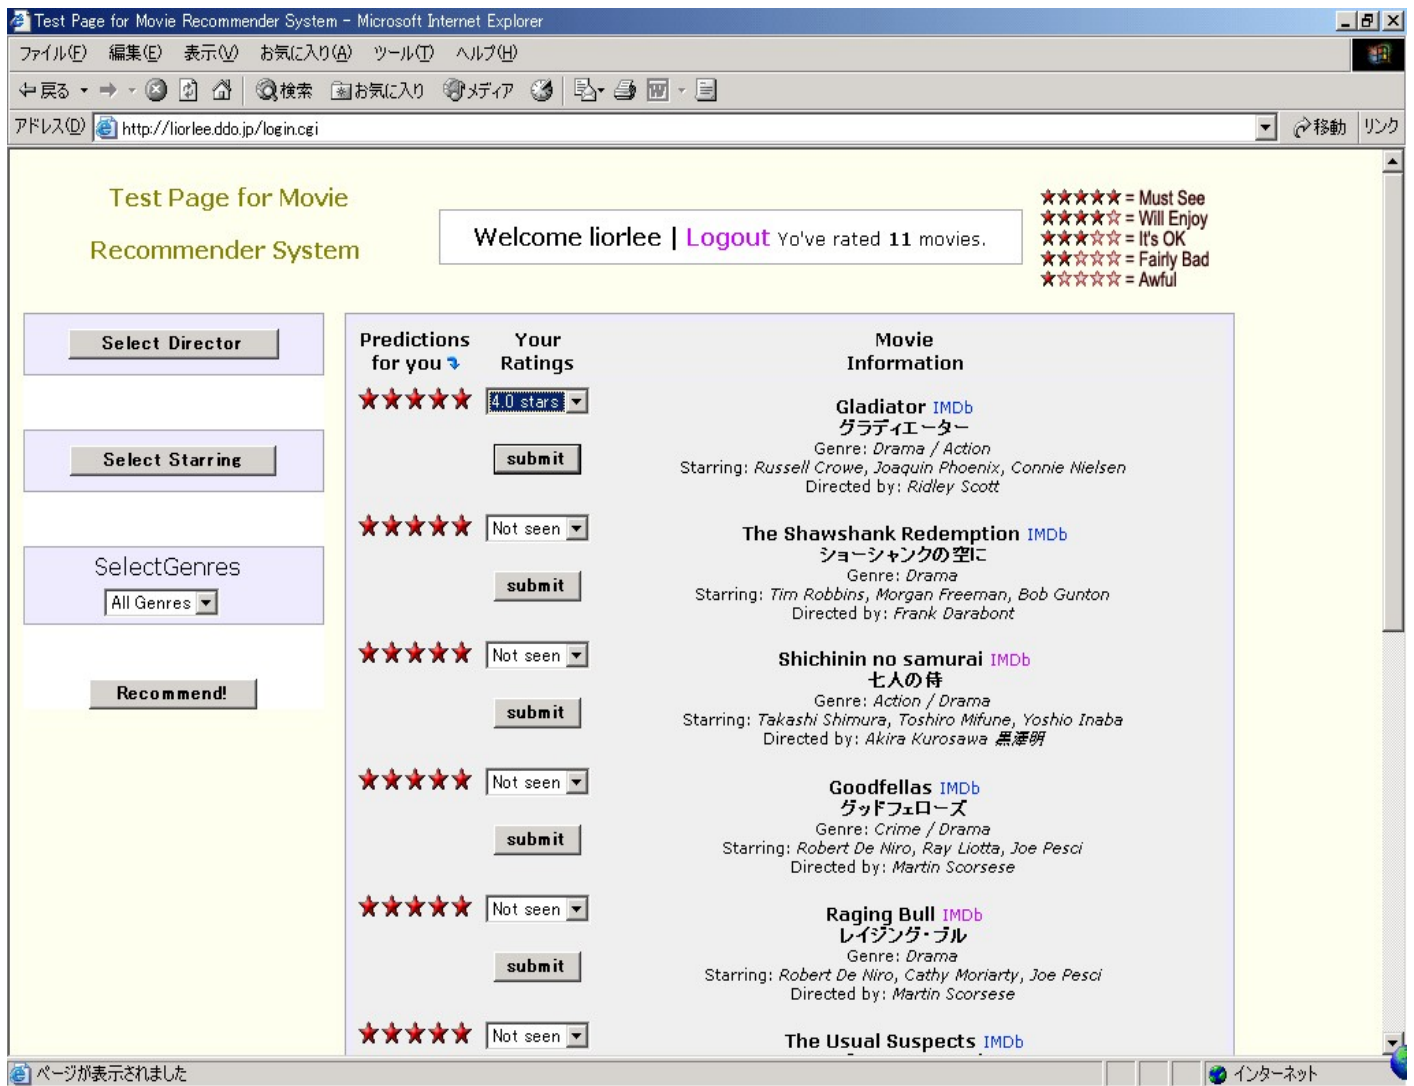 Test Page for Movie Recommender System - Microsoft Internet Explorer
ファイル(F) 編集(E) 表示(V) お気に入り(A) ツール(T) ヘルプ(H)
戻る 検索 お気に入り メディア
アドレス(D) http://liorlee.ddo.jp/login.cgi 移動 リンク
Test Page for Movie
Recommender System
Welcome liorlee | Logout Yo've rated 11 movies.
= Must See
= Will Enjoy
= It's OK
= Fairly Bad
= Awful
Select Director
Select Starring
SelectGenres
All Genres
Recommend!
Predictions for you
Your Ratings
Movie Information
4.0 stars
submit
Gladiator IMDb
グラディエーター
Genre: Drama / Action
Starring: Russell Crowe, Joaquin Phoenix, Connie Nielsen
Directed by: Ridley Scott
Not seen
submit
The Shawshank Redemption IMDb
ショーシャンクの空に
Genre: Drama
Starring: Tim Robbins, Morgan Freeman, Bob Gunton
Directed by: Frank Darabont
Not seen
submit
Shichinin no samurai IMDb
七人の侍
Genre: Action / Drama
Starring: Takashi Shimura, Toshiro Mifune, Yoshio Inaba
Directed by: Akira Kurosawa 黒澤明
Not seen
submit
Goodfellas IMDb
グッドフェローズ
Genre: Crime / Drama
Starring: Robert De Niro, Ray Liotta, Joe Pesci
Directed by: Martin Scorsese
Not seen
submit
Raging Bull IMDb
レイジング・ブル
Genre: Drama
Starring: Robert De Niro, Cathy Moriarty, Joe Pesci
Directed by: Martin Scorsese
Not seen
The Usual Suspects IMDb
ページが表示されました
インターネット